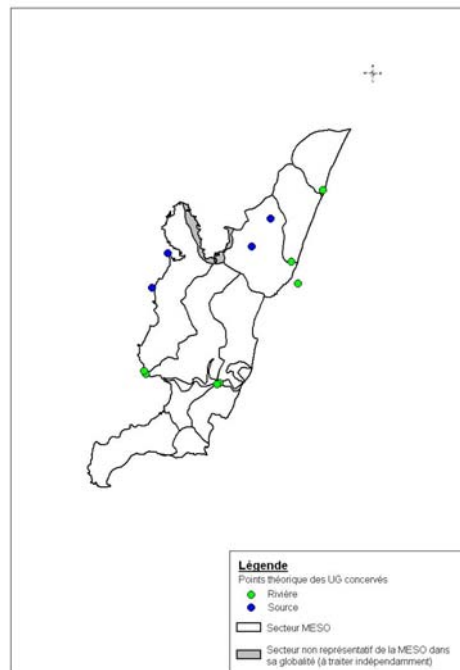 Légende
Points théorique des UG concervés
Rivière
Source
Secteur MESO
Secteur non représentatif de la MESO dans
sa globalité (à traiter indépendamment)